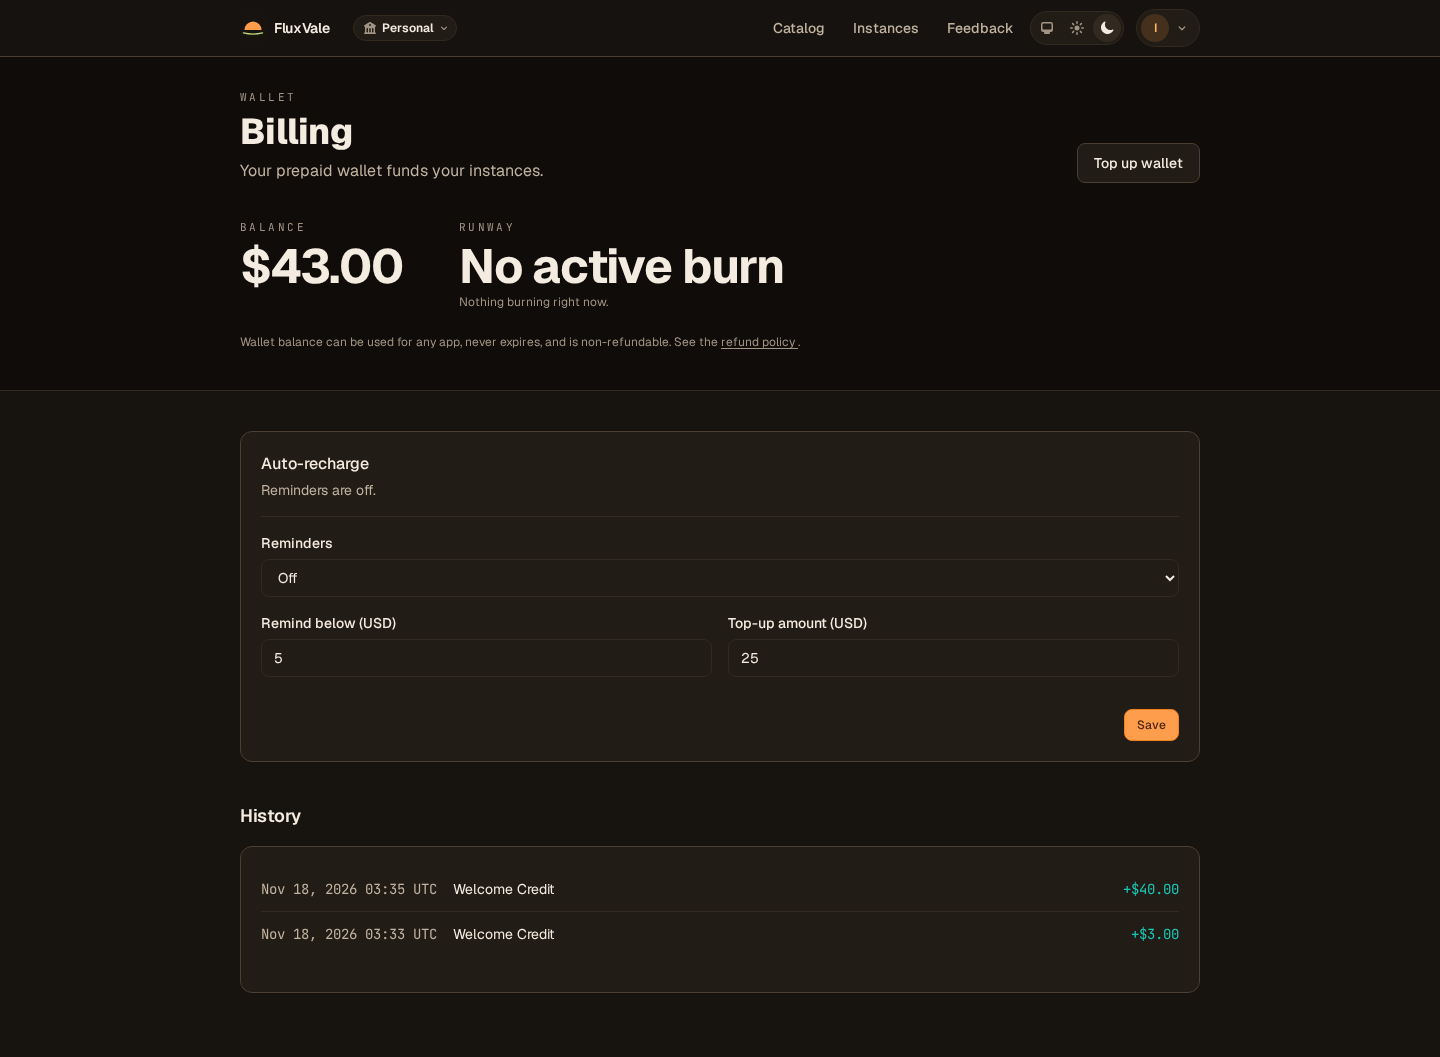 FluxVale
Personal
Catalog
Instances
Feedback
I
WALLET
Billing
Your prepaid wallet funds your instances.
Top up wallet
BALANCE
$43.00
RUNWAY
No active burn
Nothing burning right now.
Wallet balance can be used for any app, never expires, and is non-refundable. See the refund policy .
Auto-recharge
Reminders are off.
Reminders
Off
Remind below (USD)
5
Top-up amount (USD)
25
Save
History
Nov 18, 2026 03:35 UTC Welcome Credit +$40.00
Nov 18, 2026 03:33 UTC Welcome Credit +$3.00